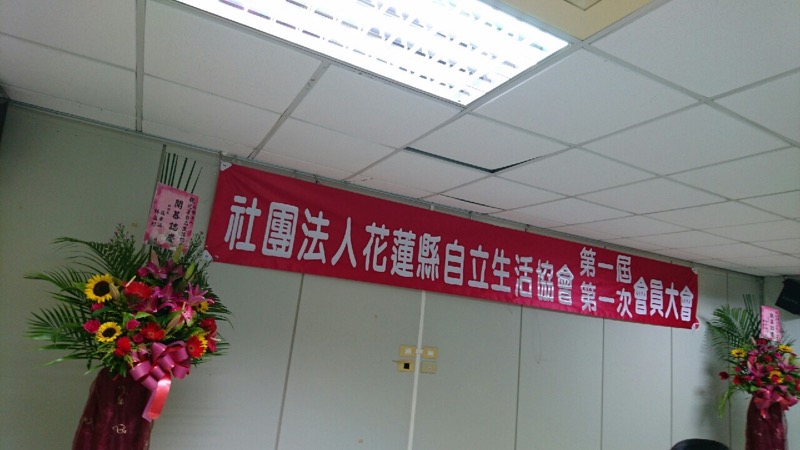 社團法人花蓮縣自立生活協會 第一屆
第一次 會員大會
開幕誌慶